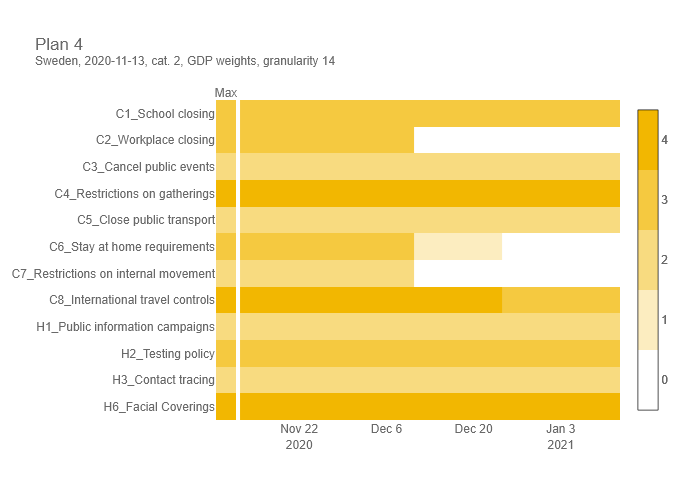 Plan 4
Sweden, 2020-11-13, cat. 2, GDP weights, granularity 14
Max
C1_School closing
C2_Workplace closing
C3_Cancel public events
C4_Restrictions on gatherings
C5_Close public transport
C6_Stay at home requirements
C7_Restrictions on internal movement
C8_International travel controls
H1_Public information campaigns
H2_Testing policy
H3_Contact tracing
H6_Facial Coverings
Nov 22 Dec 6 Dec 20 Jan 3
2020 2021
4
3
2
1
0